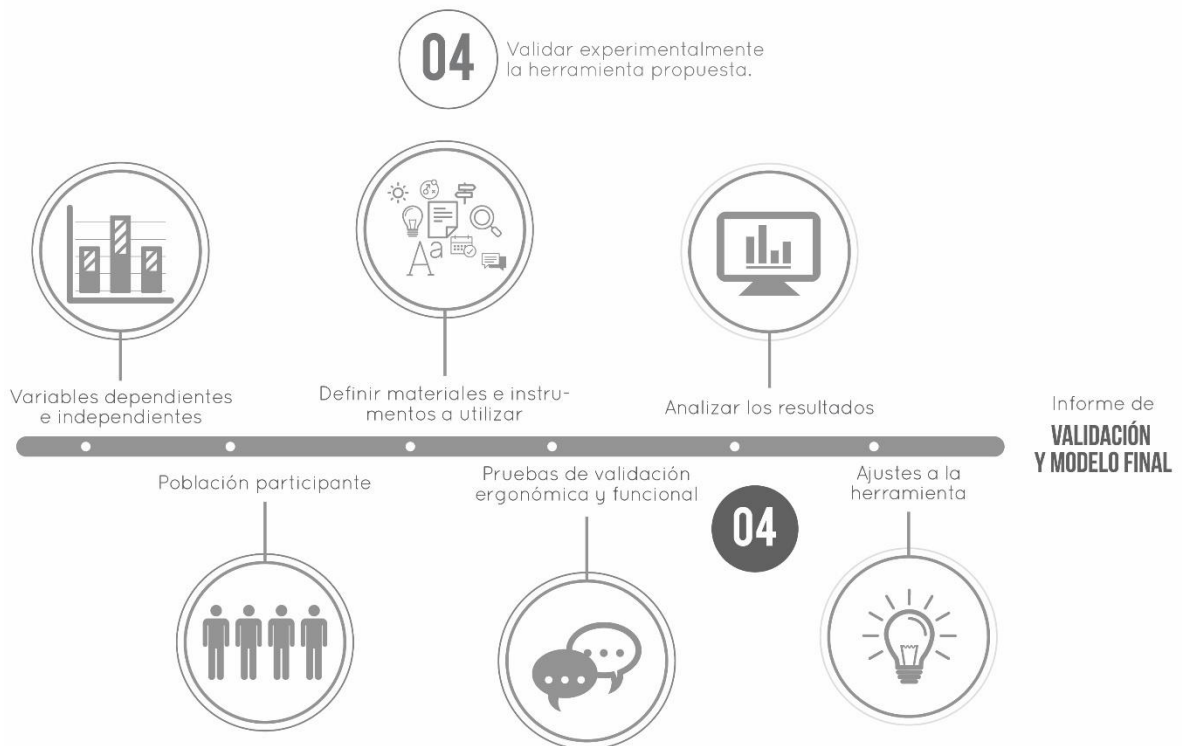 04
Validar experimentalmente
la herramienta propuesta.
Variables dependientes
e independientes
Definir materiales e instru-
mentos a utilizar
Aa
Analizar los resultados
Informe de
VALIDACIÓN
Y MODELO FINAL
Población participante
Pruebas de validación
ergonómica y funcional
04
Ajustes a la
herramienta